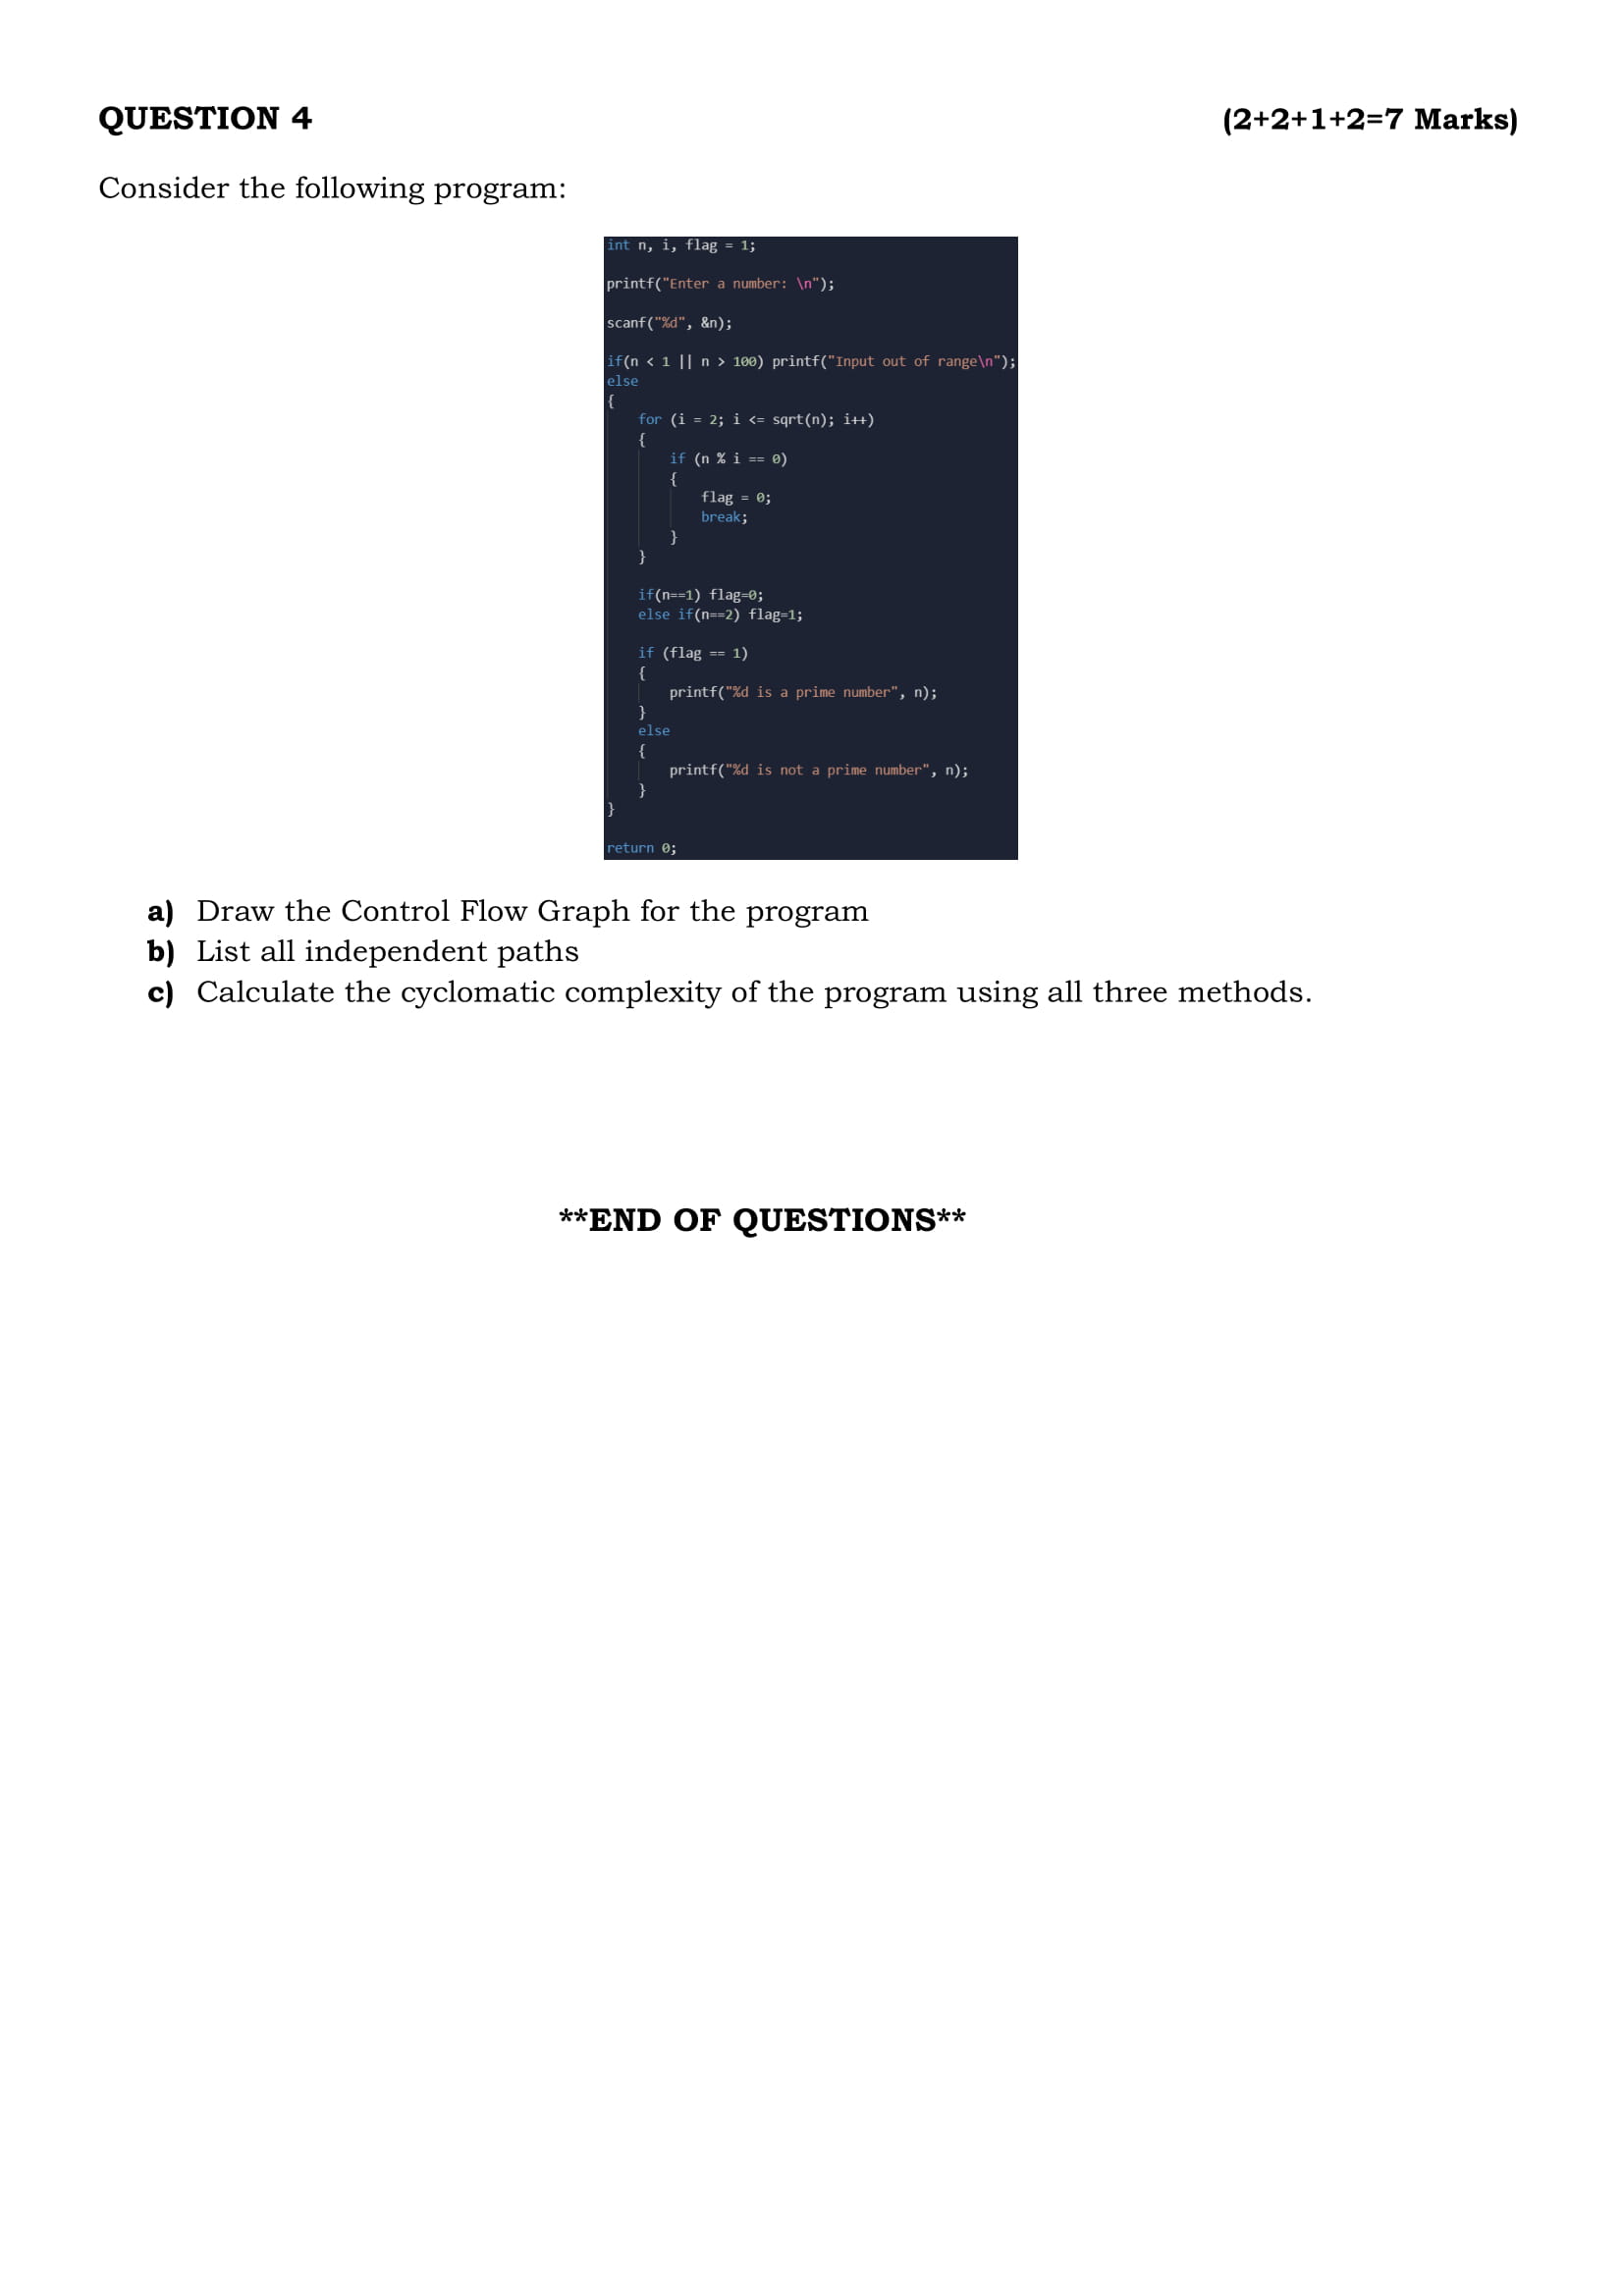 QUESTION 4 (2+2+1+2=7 Marks)
Consider the following program:
int n, i, flag = 1;
printf("Enter a number: \n");
scanf("%d", &n);
if(n < 1 || n > 100) printf("Input out of range\n");
else
{
    for (i = 2; i <= sqrt(n); i++)
    {
        if (n % i == 0)
        {
            flag = 0;
            break;
        }
    }
    if(n==1) flag=0;
    else if(n==2) flag=1;
    if (flag == 1)
    {
        printf("%d is a prime number", n);
    }
    else
    {
        printf("%d is not a prime number", n);
    }
}
return 0;
a) Draw the Control Flow Graph for the program
b) List all independent paths
c) Calculate the cyclomatic complexity of the program using all three methods.
**END OF QUESTIONS**